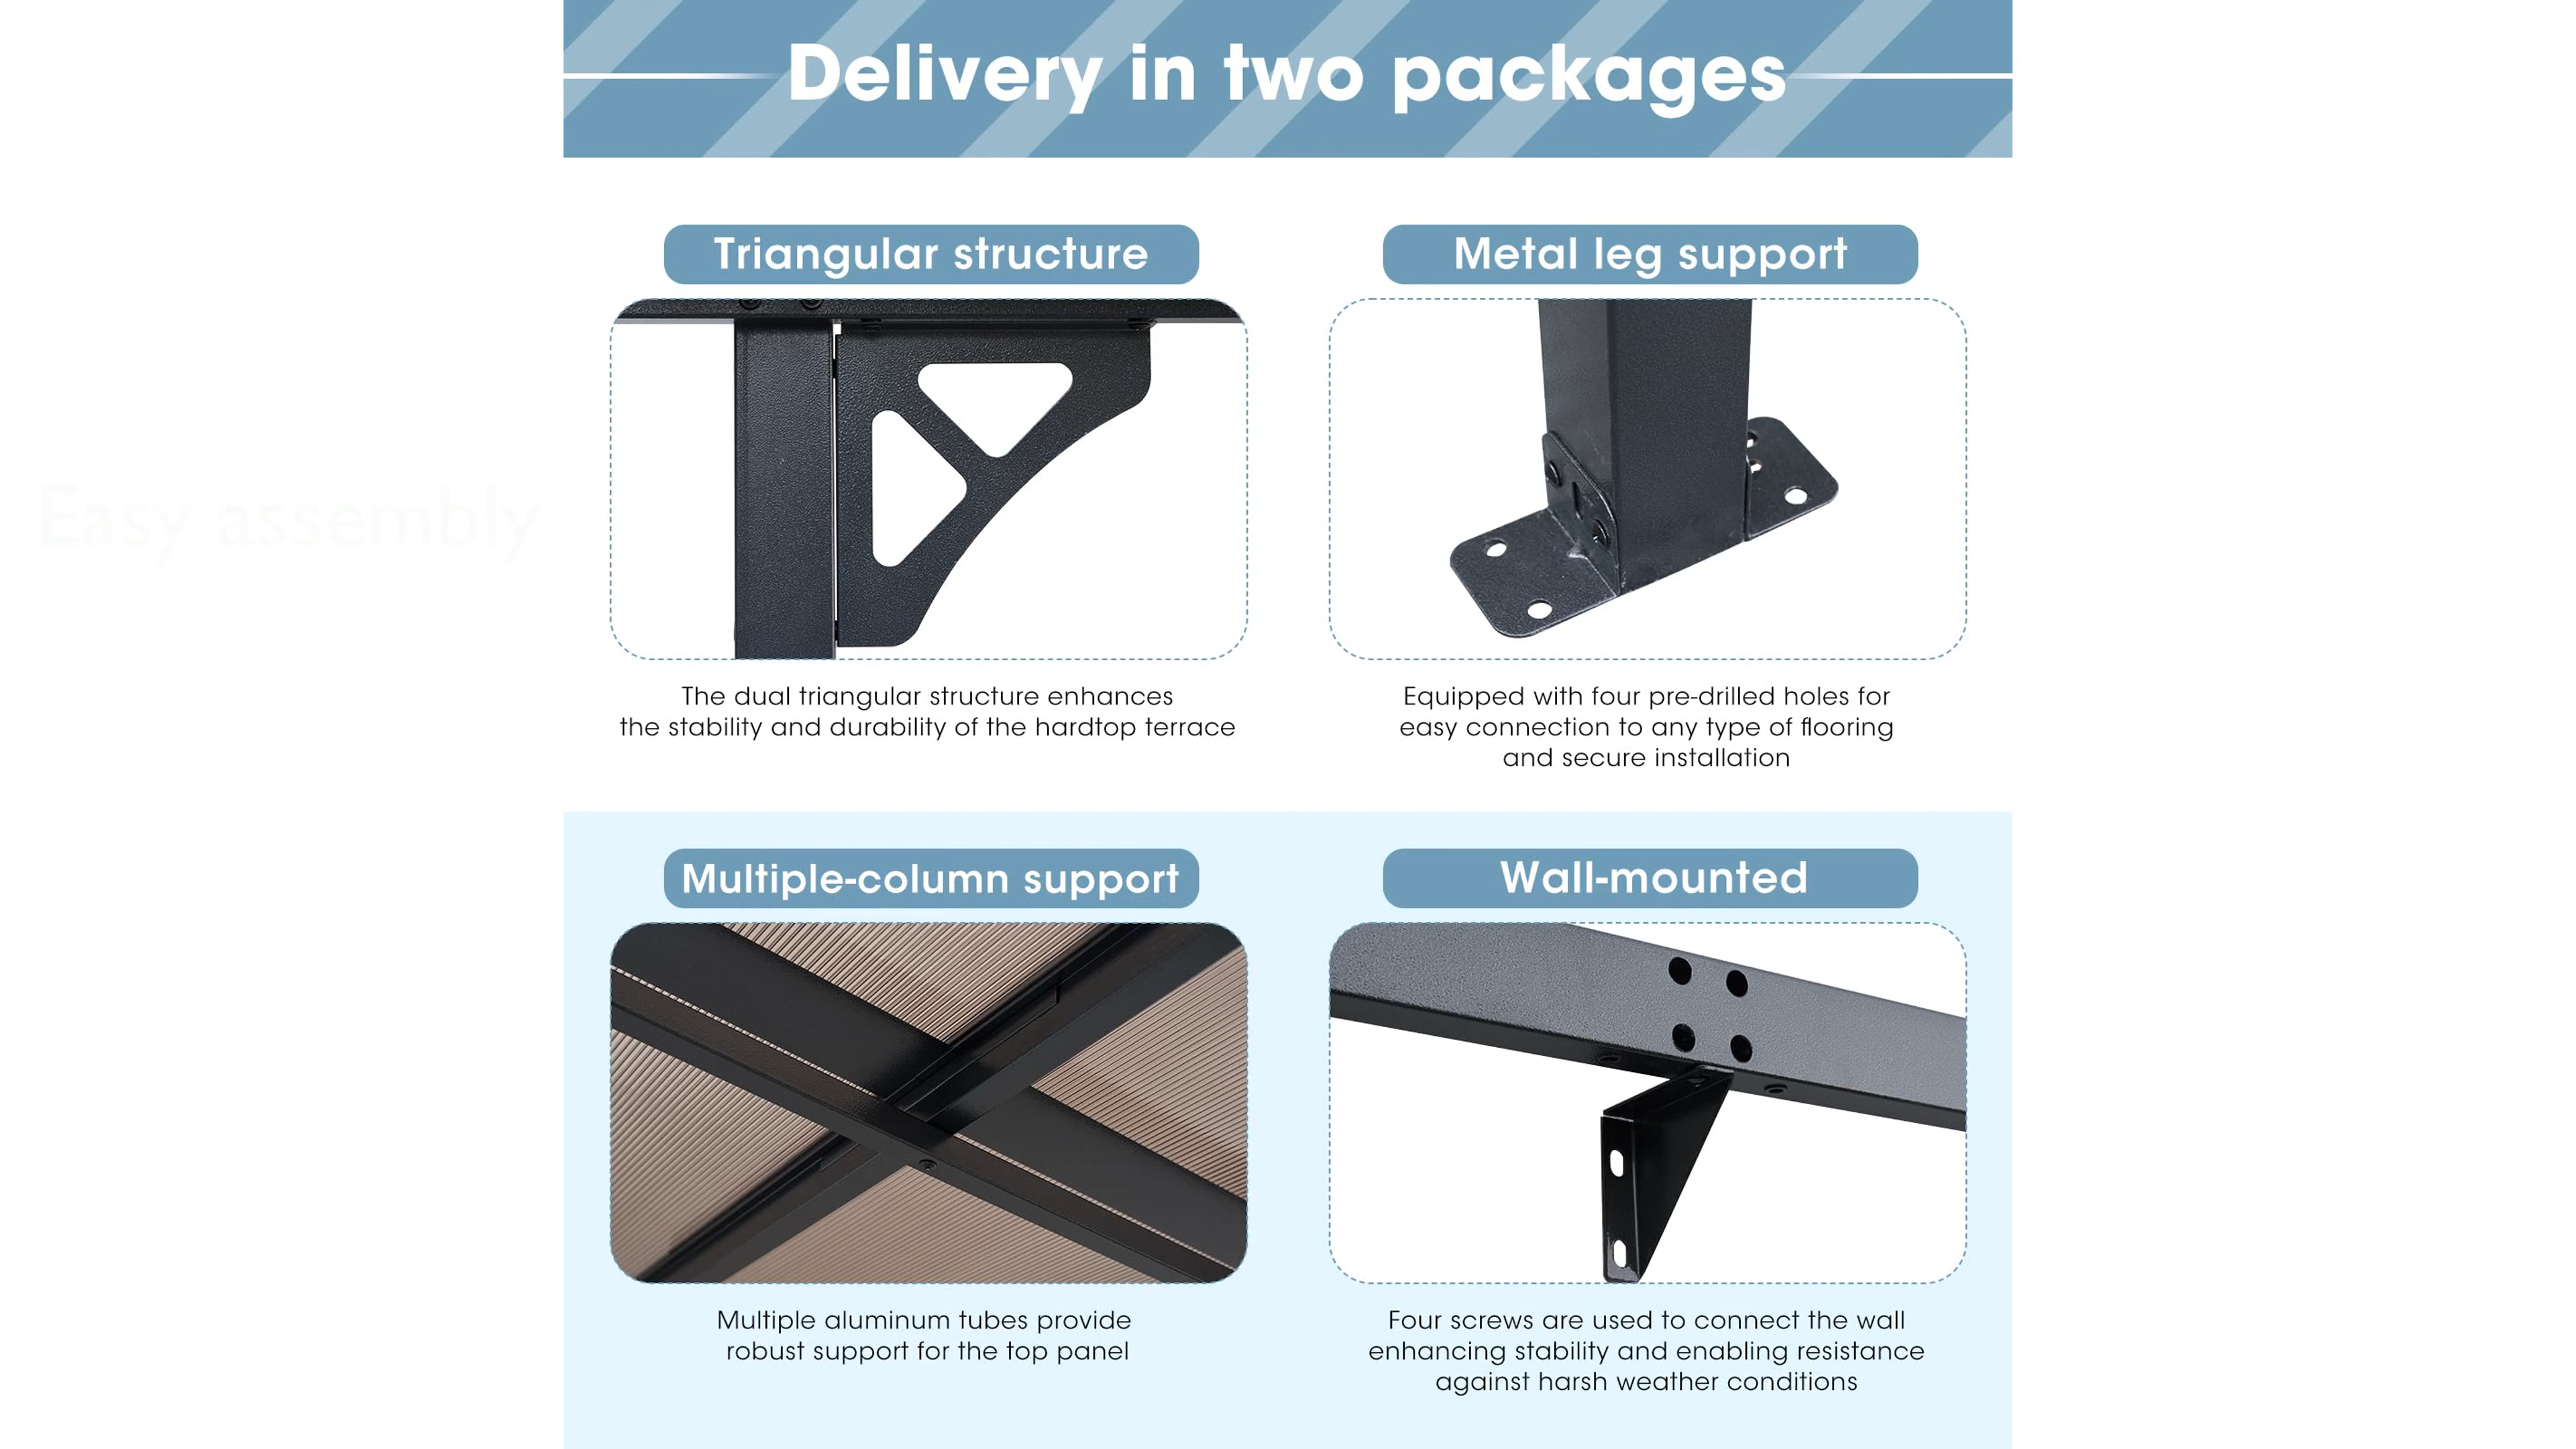 Delivery in two packages
Triangular structure
Metal leg support
Easy assembly
The dual triangular structure enhances
the stability and durability of the hardtop terrace
Equipped with four pre-drilled holes for
easy connection to any type of flooring
and secure installation
Multiple-column support
Wall-mounted
Multiple aluminum tubes provide
robust support for the top panel
Four screws are used to connect the wall
enhancing stability and enabling resistance
against harsh weather conditions